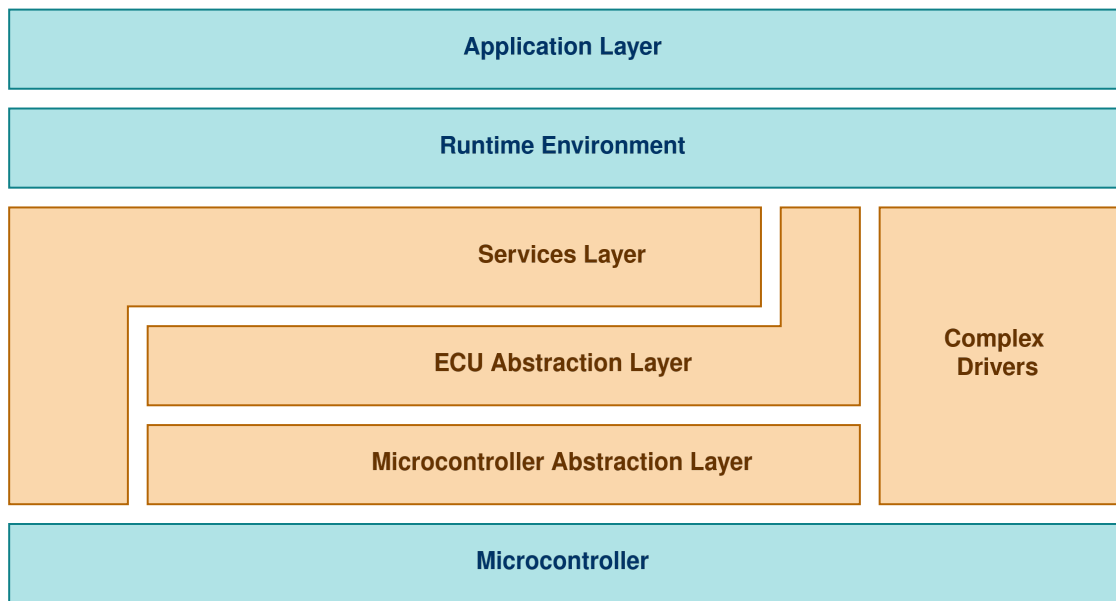 Application Layer
Runtime Environment
Services Layer
ECU Abstraction Layer
Complex
Drivers
Microcontroller Abstraction Layer
Microcontroller